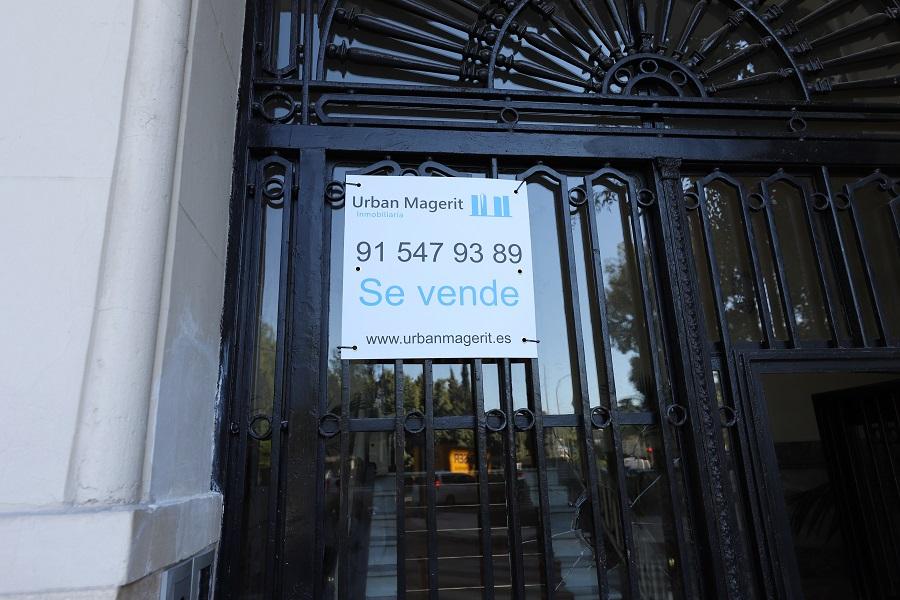 Urban Magerit
Inmobiliaria
91 547 93 89
Se vende
www.urbanmagerit.es